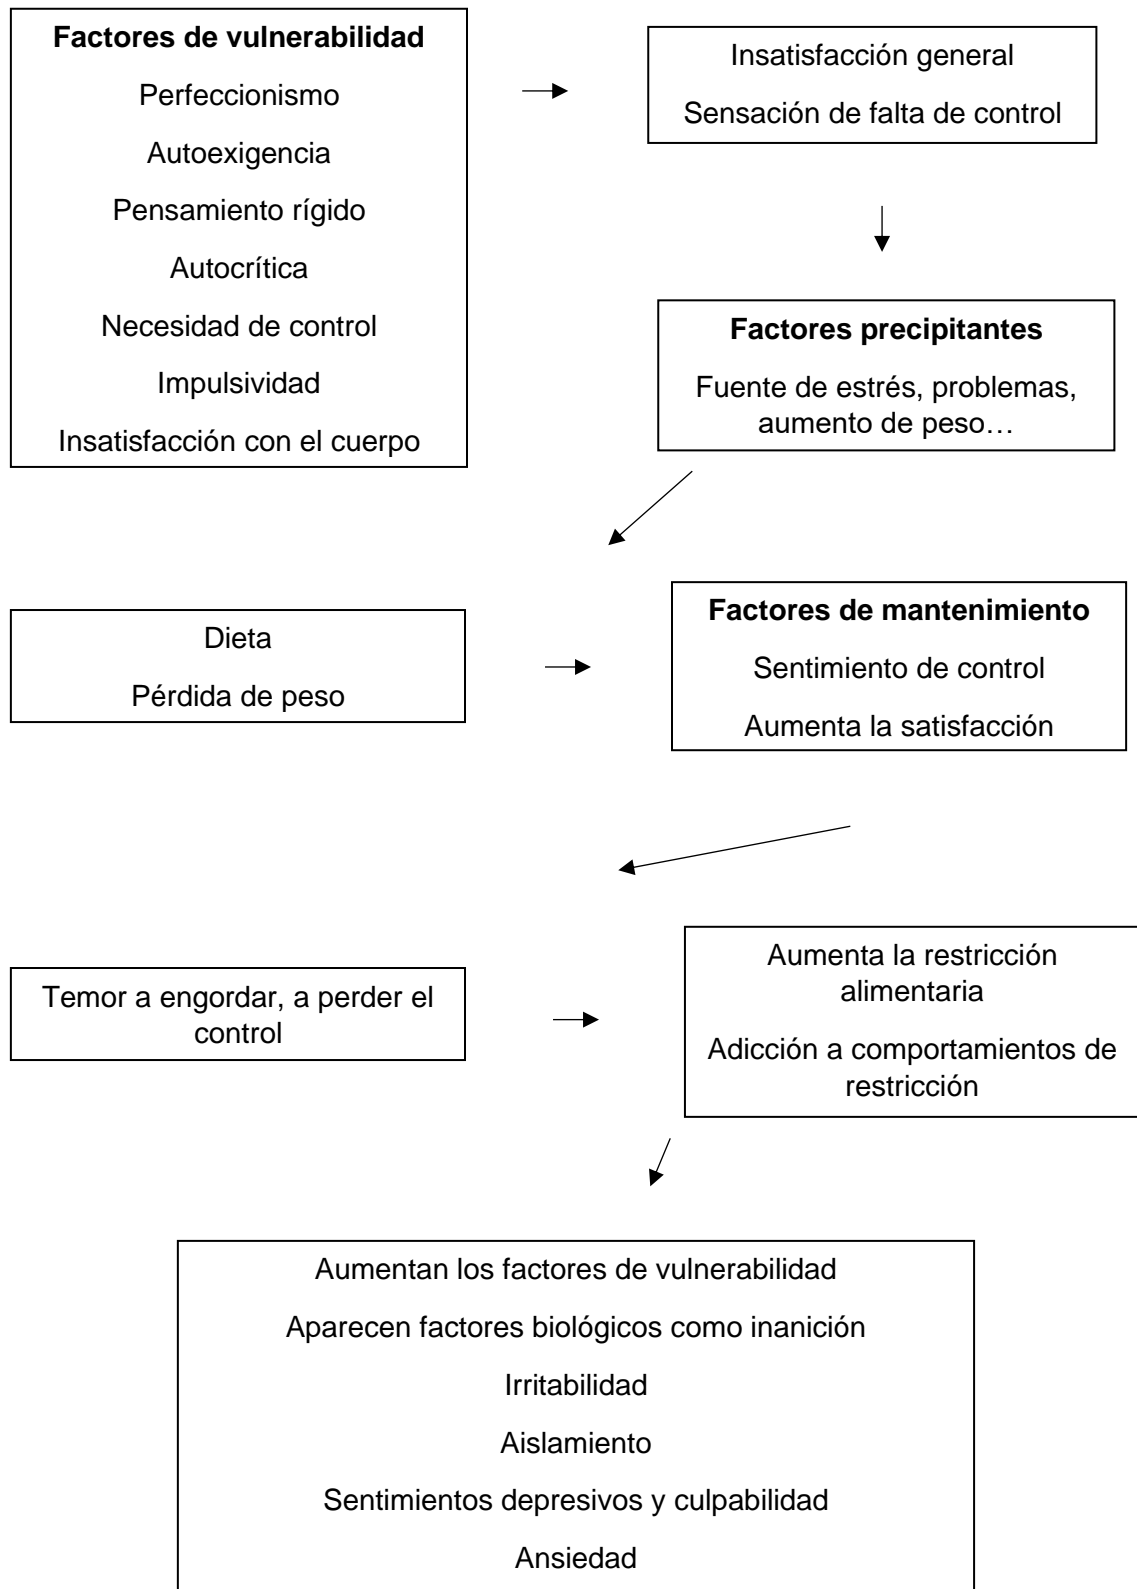 Factores de vulnerabilidad
Perfeccionismo
Autoexigencia
Pensamiento rígido
Autocrítica
Necesidad de control
Impulsividad
Insatisfacción con el cuerpo
Insatisfacción general
Sensación de falta de control
Factores precipitantes
Fuente de estrés, problemas,
aumento de peso…
Dieta
Pérdida de peso
Factores de mantenimiento
Sentimiento de control
Aumenta la satisfacción
Temor a engordar, a perder el
control
Aumenta la restricción
alimentaria
Adicción a comportamientos de
restricción
Aumentan los factores de vulnerabilidad
Aparecen factores biológicos como inanición
Irritabilidad
Aislamiento
Sentimientos depresivos y culpabilidad
Ansiedad